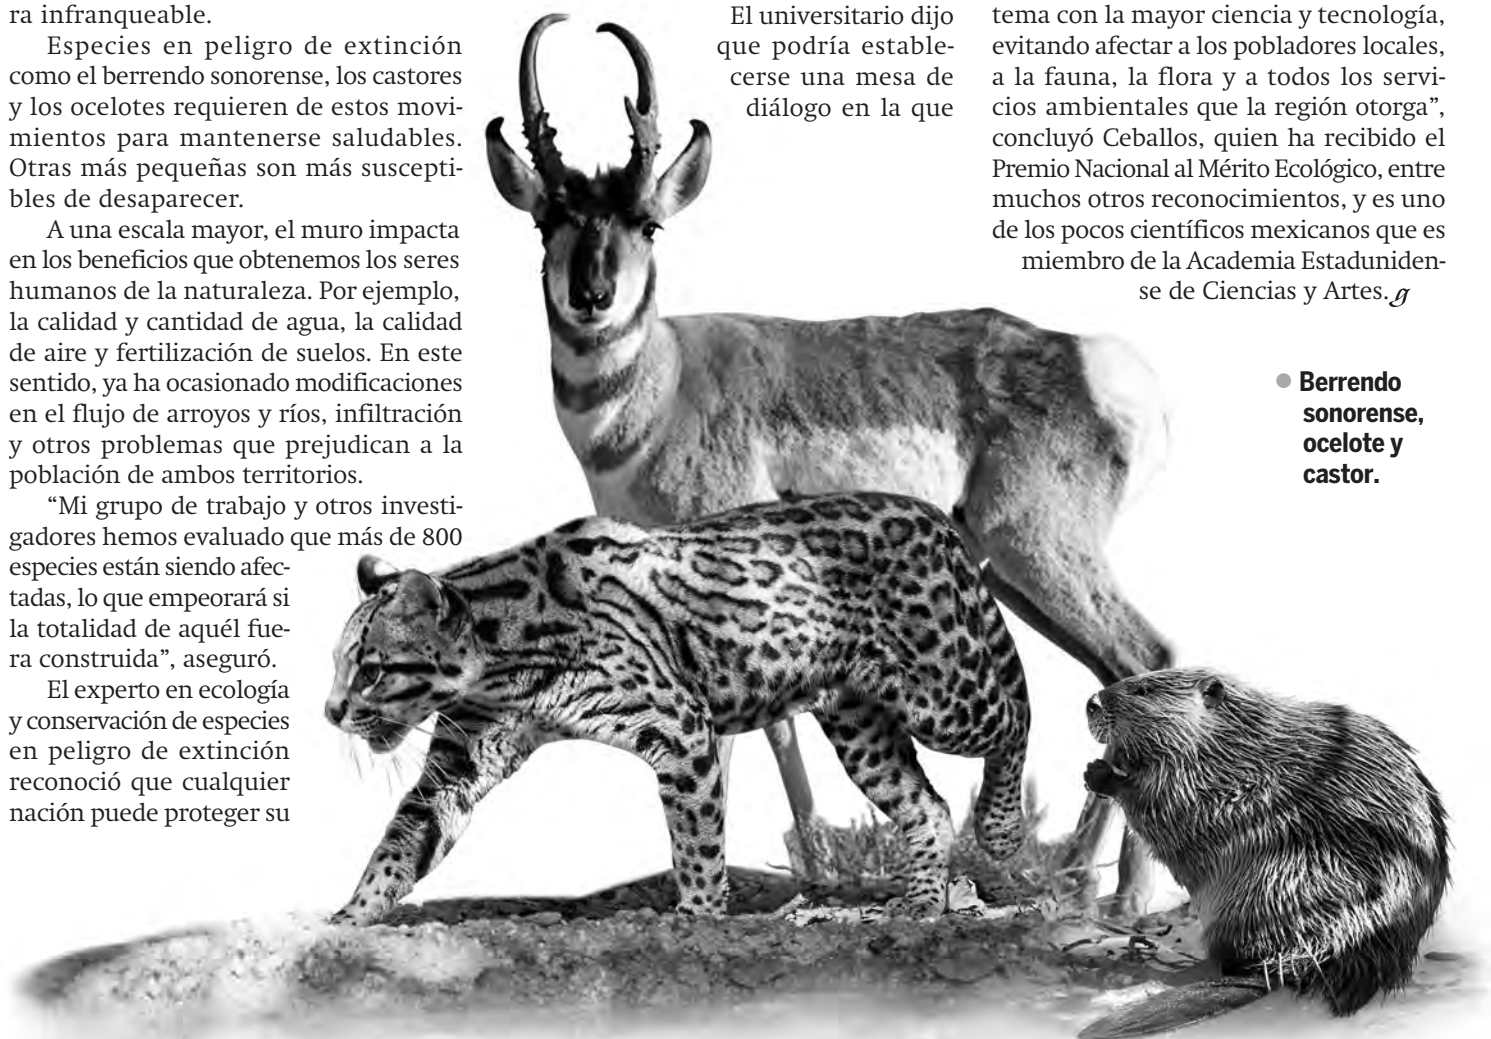 ra infranqueable.
Especies en peligro de extinción
como el berrendo sonorense, los castores
y los ocelotes requieren de estos movi-
mientos para mantenerse saludables.
Otras más pequeñas son más suscepti-
bles de desaparecer.
A una escala mayor, el muro impacta
en los beneficios que obtenemos los seres
humanos de la naturaleza. Por ejemplo,
la calidad y cantidad de agua, la calidad
de aire y fertilización de suelos. En este
sentido, ya ha ocasionado modificaciones
en el flujo de arroyos y ríos, infiltración
y otros problemas que prejudican a la
población de ambos territorios.
“Mi grupo de trabajo y otros investi-
gadores hemos evaluado que más de 800
especies están siendo afec-
tadas, lo que empeorará si
la totalidad de aquél fue-
ra construida”, aseguró.
El experto en ecología
y conservación de especies
en peligro de extinción
reconoció que cualquier
nación puede proteger su
El universitario dijo
que podría estable-
cerse una mesa de
diálogo en la que
tema con la mayor ciencia y tecnología,
evitando afectar a los pobladores locales,
a la fauna, la flora y a todos los servi-
cios ambientales que la región otorga”,
concluyó Ceballos, quien ha recibido el
Premio Nacional al Mérito Ecológico, entre
muchos otros reconocimientos, y es uno
de los pocos científicos mexicanos que es
miembro de la Academia Estaduniden-
se de Ciencias y Artes. g
Berrendo
sonorense,
ocelote y
castor.